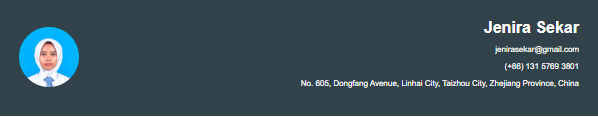 Jenira Sekar
jenirasekar@gmail.com
(+86) 131 5769 3801
No. 605, Dongfang Avenue, Linhai City, Taizhou City, Zhejiang Province, China